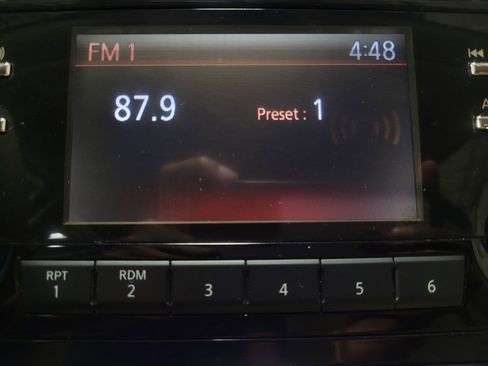 FM 1 4:48
87.9 Preset : 1
RPT RDM
1 2 3 4 5 6